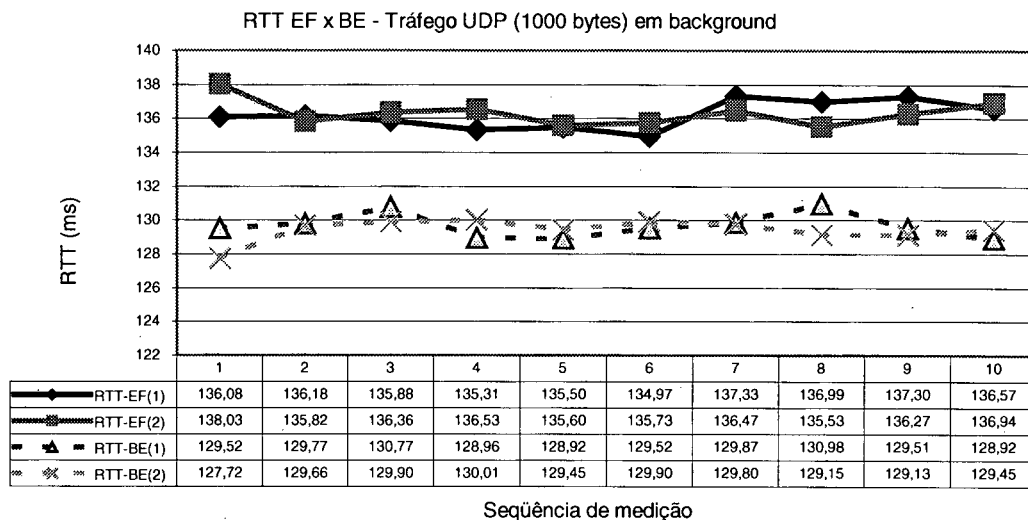 RTT EF x BE - Tráfego UDP (1000 bytes) em background
140
138
136
134
132
130
128
126
124
122
RTT (ms)
1 2 3 4 5 6 7 8 9 10
RTT-EF(1) 136,08 136,18 135,88 135,31 135,50 134,97 137,33 136,99 137,30 136,57
RTT-EF(2) 138,03 135,82 136,36 136,53 135,60 135,73 136,47 135,53 136,27 136,94
RTT-BE(1) 129,52 129,77 130,77 128,96 128,92 129,52 129,87 130,98 129,51 128,92
RTT-BE(2) 127,72 129,66 129,90 130,01 129,45 129,90 129,80 129,15 129,13 129,45
Seqüência de medição